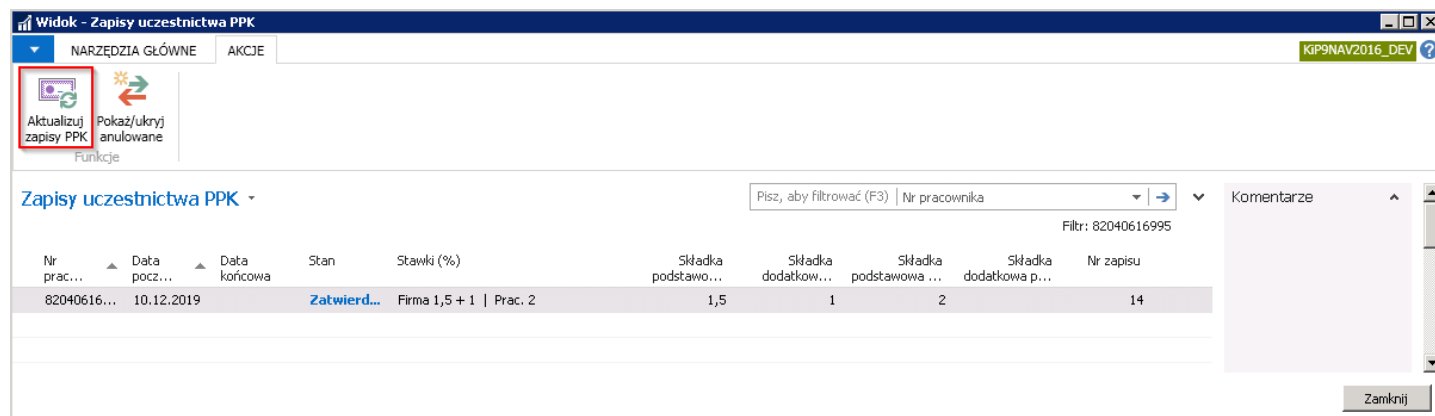 Widok - Zapisy uczestnictwa PPK
NARZĘDZIA GŁÓWNE AKCJE KiP9NAV2016_DEV ?
Aktualizuj zapisy PPK
Pokaż/ukryj anulowane
Funkcje
Zapisy uczestnictwa PPK
Pisz, aby filtrować (F3) Nr pracownika
Komentarze
Filtr: 82040616995
Nr prac... Data pocz... Data końcowa Stan Stawki (%) Składka podstawo... Składka dodatkow... Składka podstawowa ... Składka dodatkowa p... Nr zapisu
82040616... 10.12.2019 Zatwierd... Firma 1,5 + 1 | Prac. 2 1,5 1 2 14
Zamknij